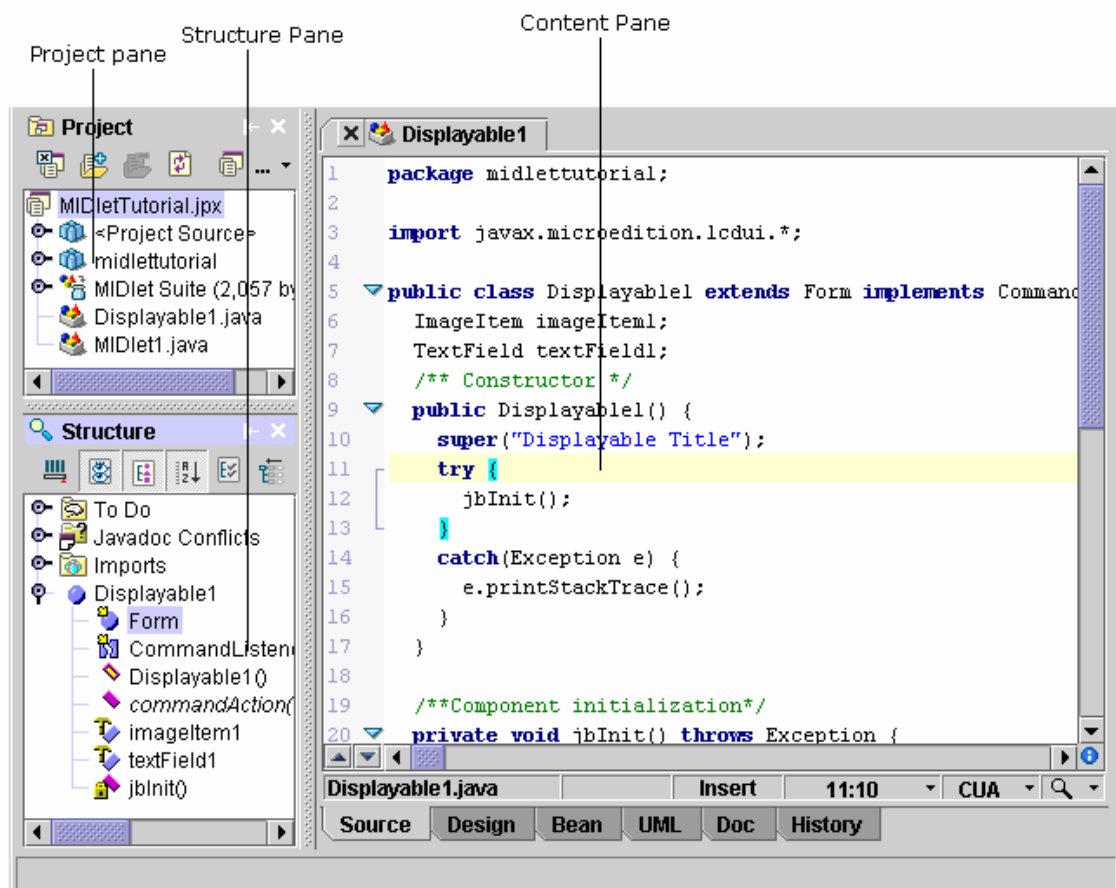 Content Pane
Structure Pane
Project pane
Project
...
MIDletTutorial.jpx
<Project Source>
midlettutorial
MIDlet Suite (2,057 by
Displayable1.java
MIDlet1.java
Structure
To Do
Javadoc Conflicts
Imports
Displayable1
Form
CommandListen
Displayable1()
commandAction(
imageItem1
textField1
jbInit()
Displayable1
1 package midlettutorial;
2
3 import javax.microedition.lcdui.*;
4
5 public class Displayable1 extends Form implements Command
6 ImageItem imageItem1;
7 TextField textField1;
8 /** Constructor */
9 public Displayable1() {
10 super("Displayable Title");
11 try {
12 jbInit();
13 }
14 catch(Exception e) {
15 e.printStackTrace();
16 }
17 }
18
19 /**Component initialization*/
20 private void jbInit() throws Exception {
Displayable1.java Insert 11:10 CUA
Source Design Bean UML Doc History